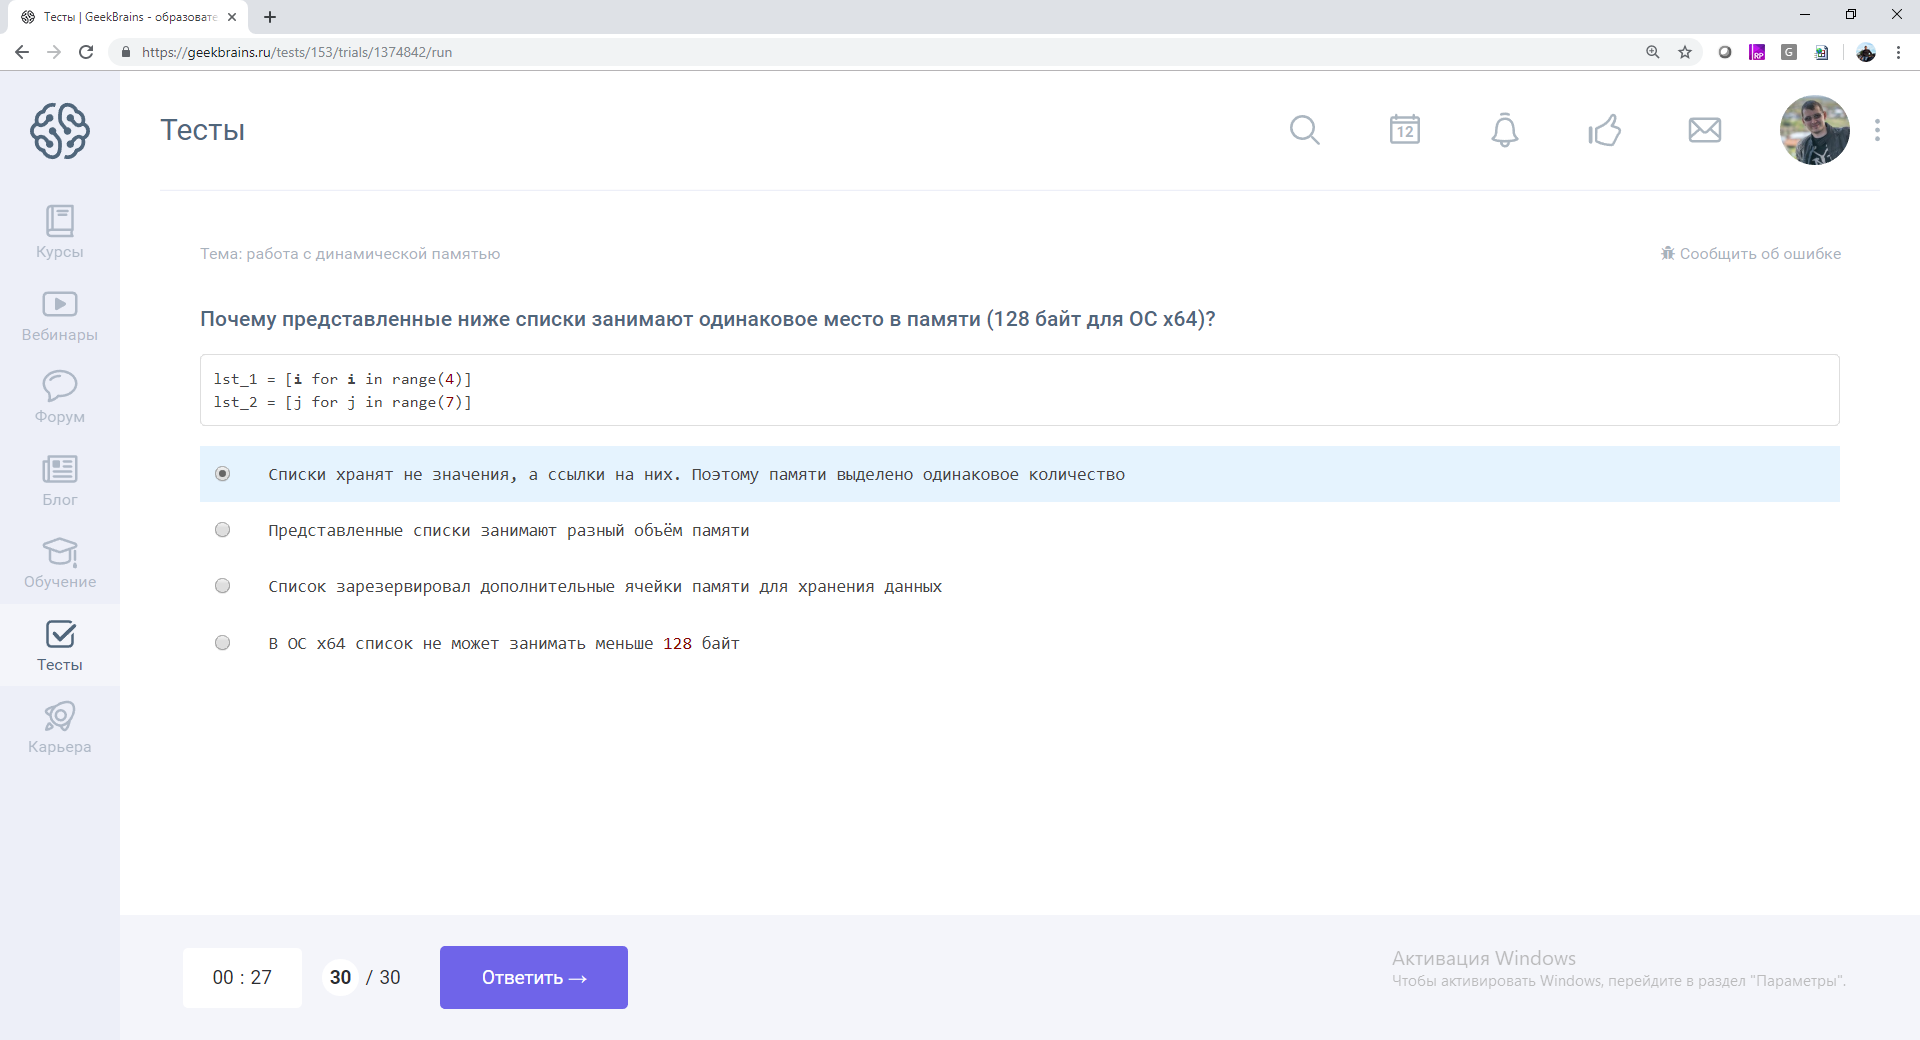 Тесты | GeekBrains - образовате
https://geekbrains.ru/tests/153/trials/1374842/run
RP
G
Тесты
12
Курсы
Вебинары
Форум
Блог
Обучение
Тесты
Карьера
Тема: работа с динамической памятью
Сообщить об ошибке
Почему представленные ниже списки занимают одинаковое место в памяти (128 байт для ОС x64)?
lst_1 = [i for i in range(4)]
lst_2 = [j for j in range(7)]
Списки хранят не значения, а ссылки на них. Поэтому памяти выделено одинаковое количество
Представленные списки занимают разный объём памяти
Список зарезервировал дополнительные ячейки памяти для хранения данных
В ОС x64 список не может занимать меньше 128 байт
00 : 27
30 / 30
Ответить →
Активация Windows
Чтобы активировать Windows, перейдите в раздел "Параметры".